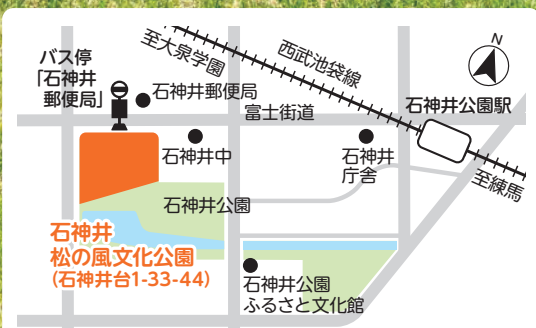 バス停
「石神井
郵便局」
石神井郵便局
至大泉学園
西武池袋線
N
石神井公園駅
富士街道
石神井中
石神井
庁舎
至練馬
石神井公園
石神井
松の風文化公園
(石神井台1-33-44)
石神井公園
ふるさと文化館